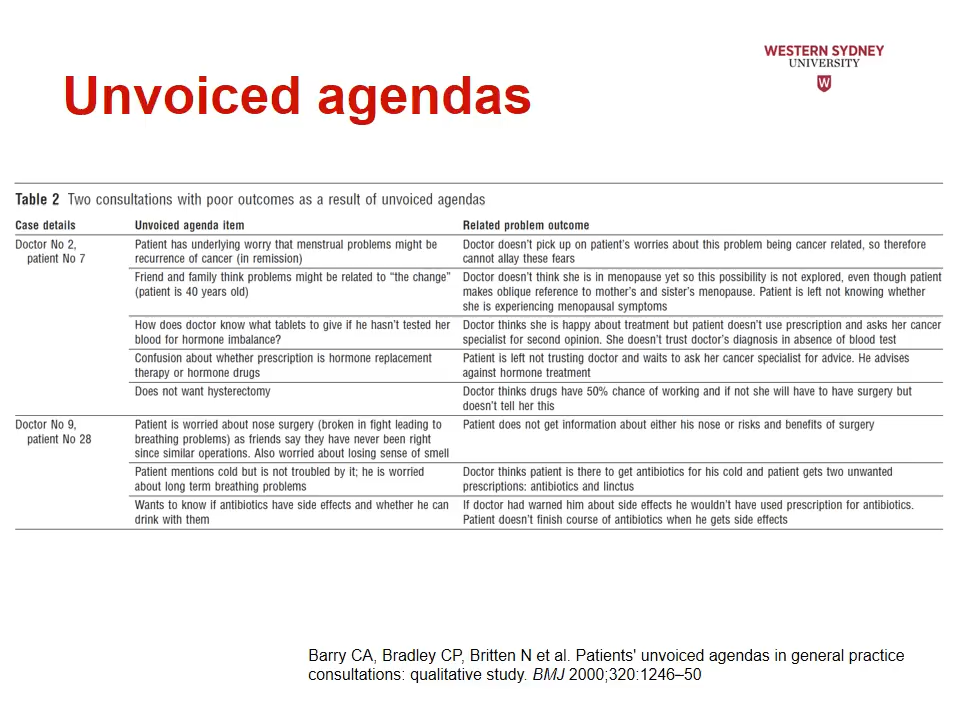 WESTERN SYDNEY
UNIVERSITY
W
Unvoiced agendas
Table 2 Two consultations with poor outcomes as a result of unvoiced agendas
Case details Unvoiced agenda item Related problem outcome
Doctor No 2, Patient has underlying worry that menstrual problems might be Doctor doesn't pick up on patient's worries about this problem being cancer related, so therefore
patient No 7 recurrence of cancer (in remission) cannot allay these fears
Friend and family think problems might be related to “the change” Doctor doesn't think she is in menopause yet so this possibility is not explored, even though patient
(patient is 40 years old) makes oblique reference to mother's and sister's menopause. Patient is left not knowing whether
she is experiencing menopausal symptoms
How does doctor know what tablets to give if he hasn't tested her Doctor thinks she is happy about treatment but patient doesn't use prescription and asks her cancer
blood for hormone imbalance? specialist for second opinion. She doesn't trust doctor's diagnosis in absence of blood test
Confusion about whether prescription is hormone replacement Patient is left not trusting doctor and waits to ask her cancer specialist for advice. He advises
therapy or hormone drugs against hormone treatment
Does not want hysterectomy Doctor thinks drugs have 50% chance of working and if not she will have to have surgery but
doesn't tell her this
Doctor No 9, Patient is worried about nose surgery (broken in fight leading to Patient does not get information about either his nose or risks and benefits of surgery
patient No 28 breathing problems) as friends say they have never been right
since similar operations. Also worried about losing sense of smell
Patient mentions cold but is not troubled by it; he is worried Doctor thinks patient is there to get antibiotics for his cold and patient gets two unwanted
about long term breathing problems prescriptions: antibiotics and linctus
Wants to know if antibiotics have side effects and whether he can If doctor had warned him about side effects he wouldn't have used prescription for antibiotics.
drink with them Patient doesn't finish course of antibiotics when he gets side effects
Barry CA, Bradley CP, Britten N et al. Patients' unvoiced agendas in general practice
consultations: qualitative study. BMJ 2000;320:1246–50